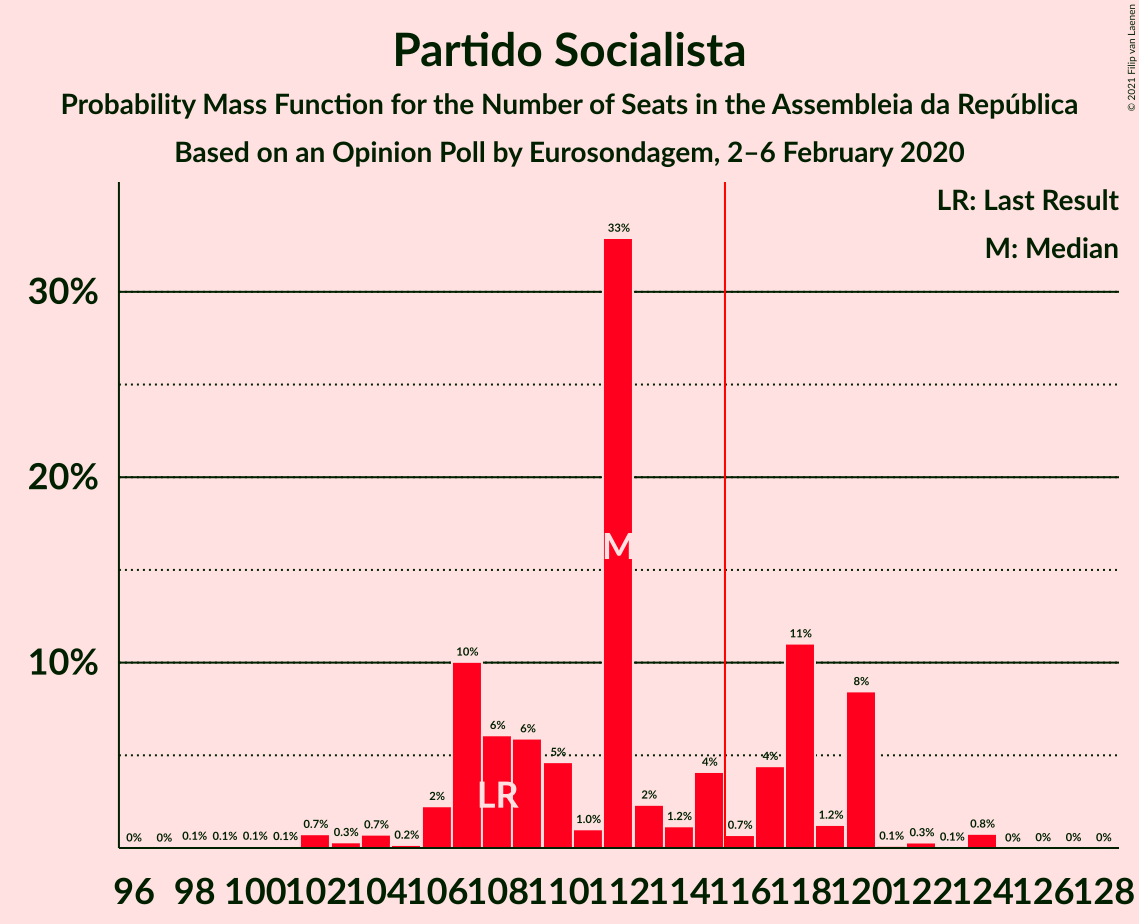 Partido Socialista
Probability Mass Function for the Number of Seats in the Assembleia da República
Based on an Opinion Poll by Eurosondagem, 2–6 February 2020
© 2021 Filip van Laenen
LR: Last Result
M: Median
30%
20%
10%
0% 0% 0.1% 0.1% 0.1% 0.1% 0.7% 0.3% 0.7% 0.2% 2% 10% 6% 6% 5% 1.0% 33% 2% 1.2% 4% 0.7% 4% 11% 1.2% 8% 0.1% 0.3% 0.1% 0.8% 0% 0% 0% 0%
M
LR
96 98 100 102 104 106 108 110 112 114 116 118 120 122 124 126 128